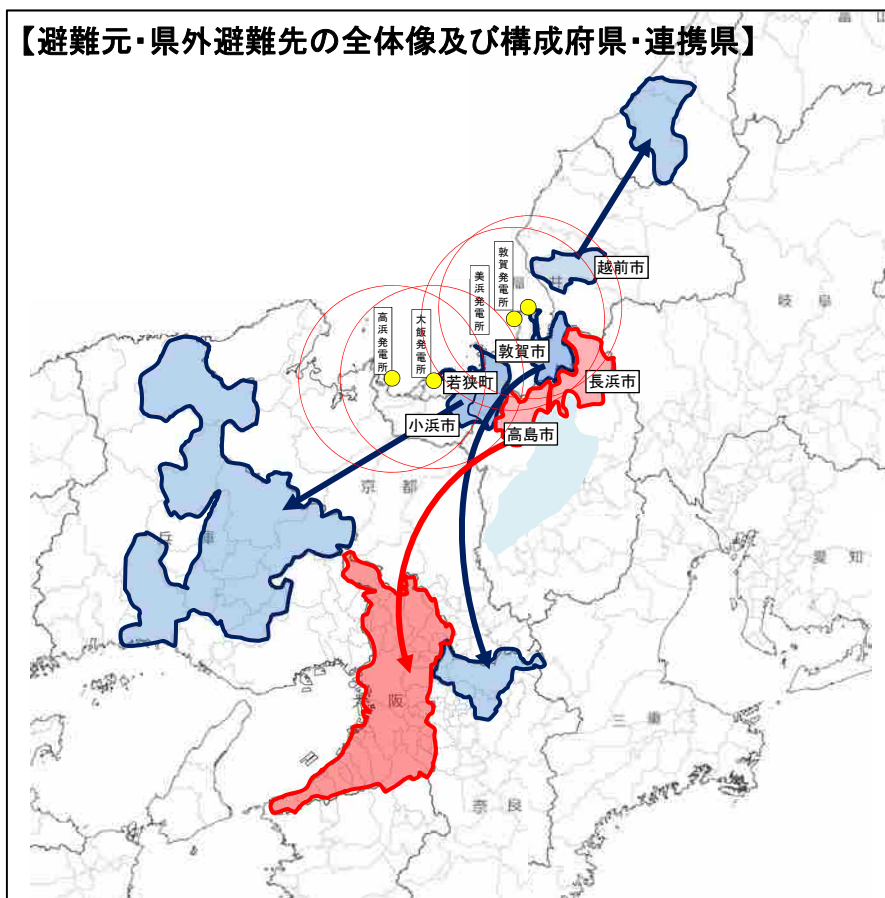 【避難元・県外避難先の全体像及び構成府県・連携県】
富
福井
越前市
敦賀発電所
美浜発電所
大飯発電所
高浜発電所
岐阜
敦賀市
若狭町
長浜市
小浜市
高島市
京都
兵庫
愛知
大阪
三重
奈良